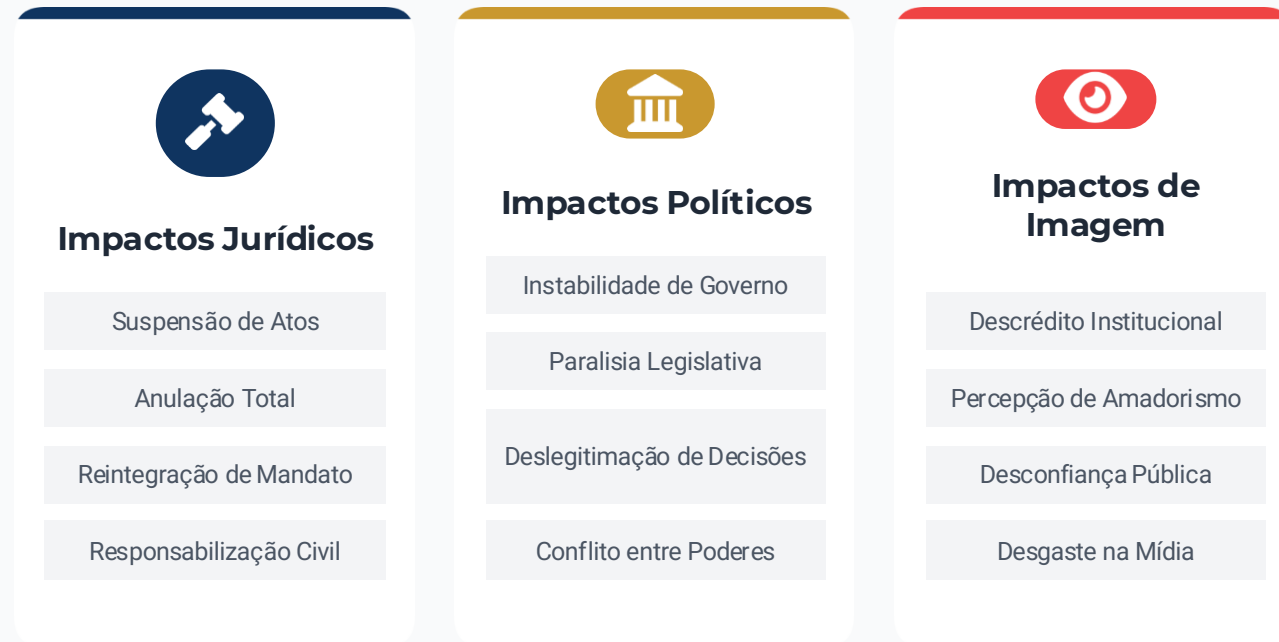 Impactos Jurídicos
Suspensão de Atos
Anulação Total
Reintegração de Mandato
Responsabilização Civil
Impactos Políticos
Instabilidade de Governo
Paralisia Legislativa
Deslegitimação de Decisões
Conflito entre Poderes
Impactos de
Imagem
Descrédito Institucional
Percepção de Amadorismo
Desconfiança Pública
Desgaste na Mídia